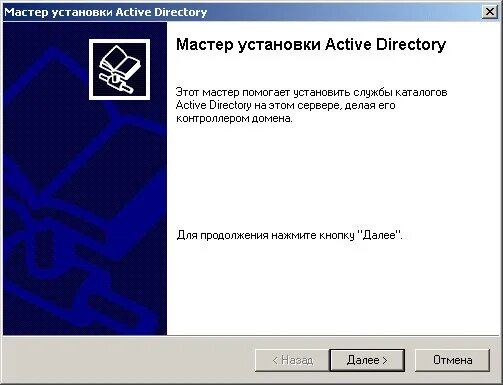 Мастер установки Active Directory
Мастер установки Active Directory
Этот мастер помогает установить службы каталогов
Active Directory на этом сервере, делая его
контроллером домена.
Для продолжения нажмите кнопку "Далее".
< Назад
Далее >
Отмена